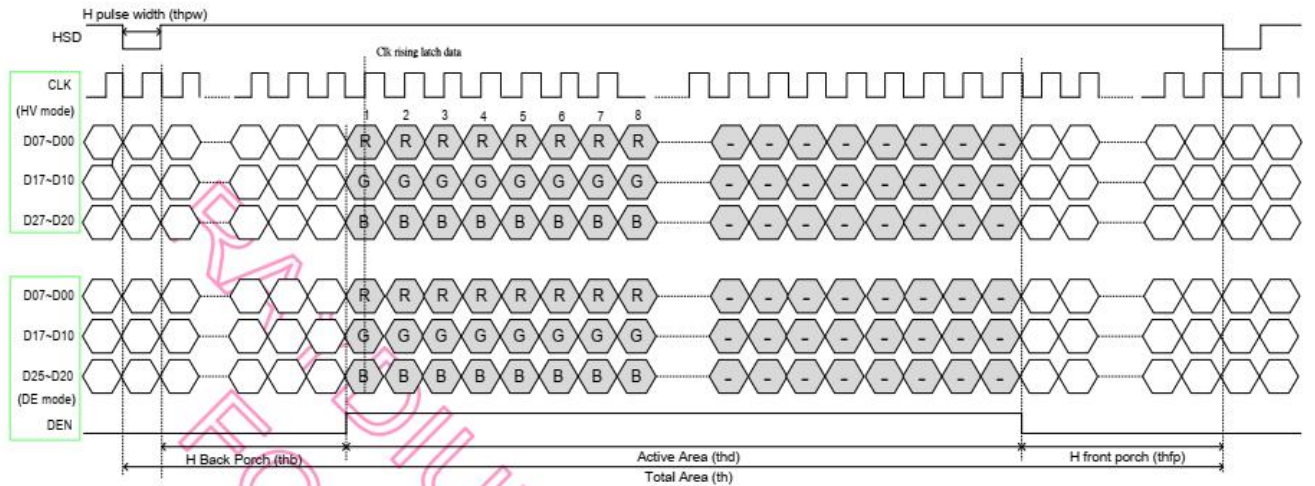 H pulse width (thpw)
HSD
Clk rising latch data
CLK
(HV mode)
1 2 3 4 5 6 7 8
D07~D00 R R R R R R R R - - - - - - - -
D17~D10 G G G G G G G G - - - - - - - -
D27~D20 B B B B B B B B - - - - - - - -
D07~D00 R R R R R R R R - - - - - - - -
D17~D10 G G G G G G G G - - - - - - - -
D25~D20 B B B B B B B B - - - - - - - -
(DE mode)
DEN
H Back Porch (thb) Active Area (thd) H front porch (thfp)
Total Area (th)